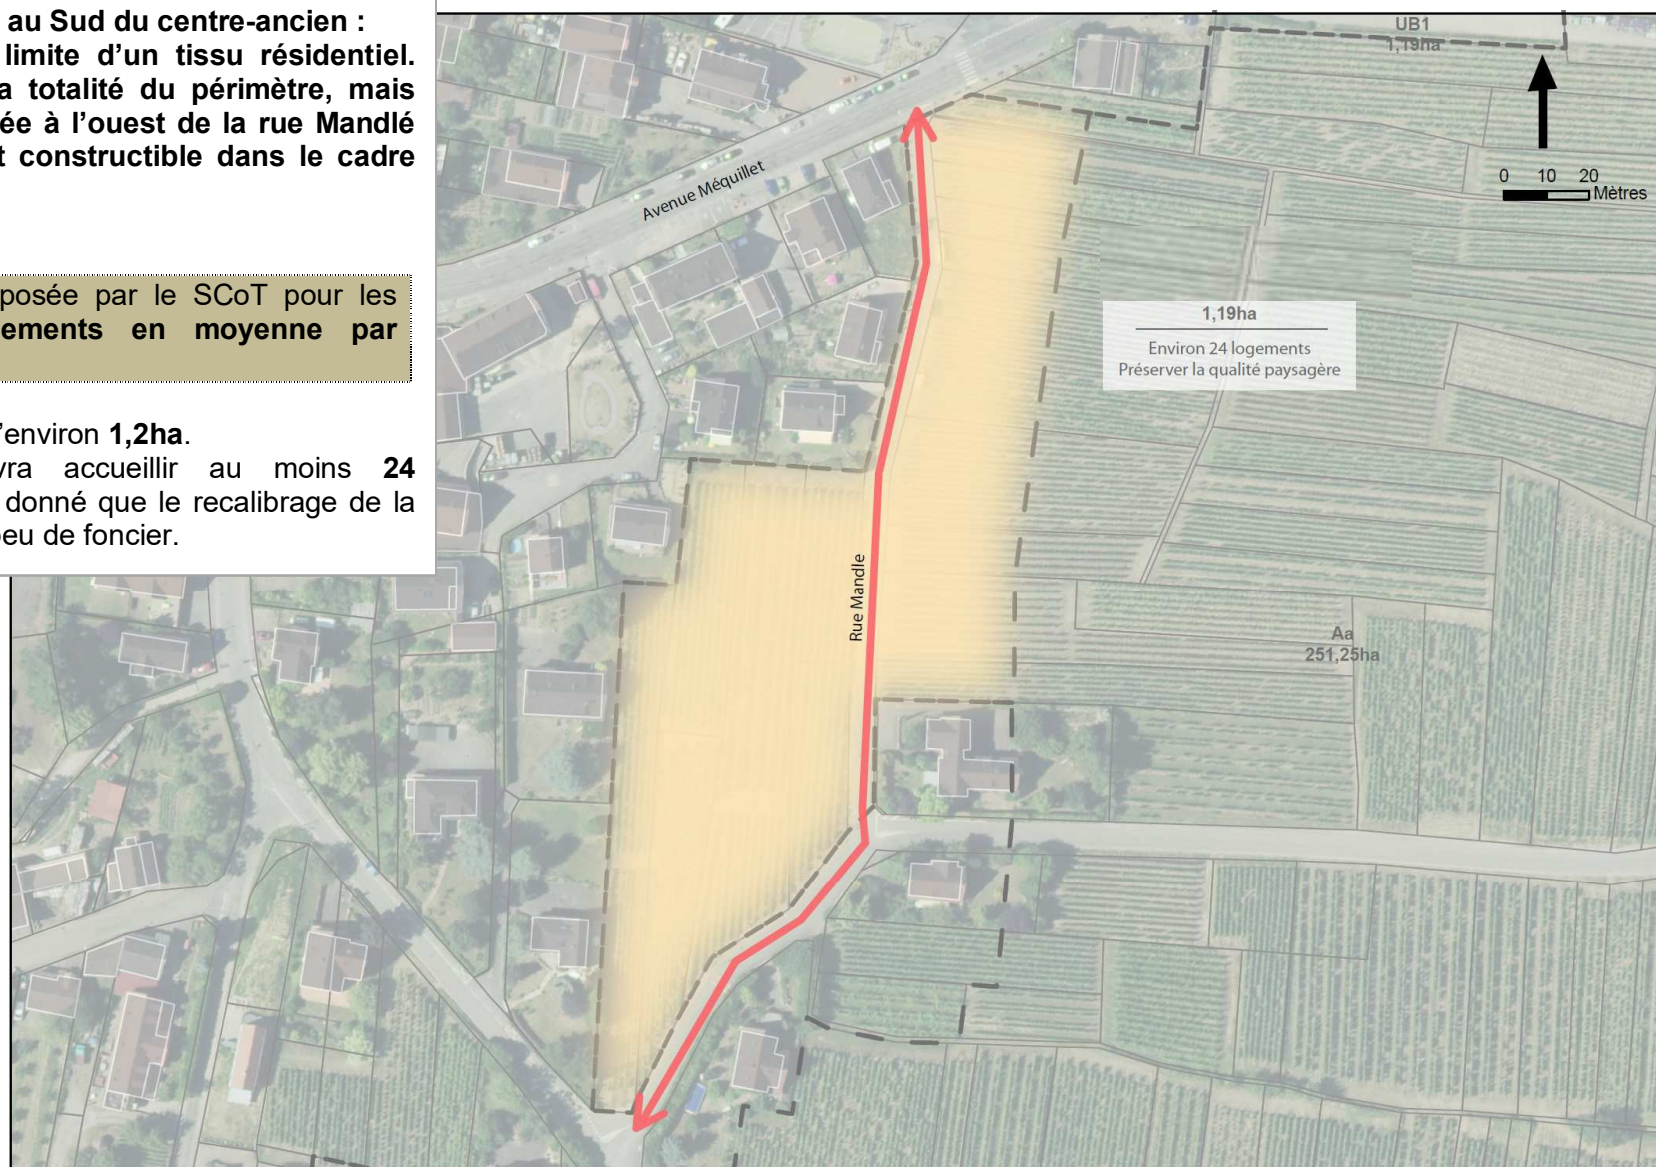 au Sud du centre-ancien :
limite d’un tissu résidentiel.
a totalité du périmètre, mais
ée à l’ouest de la rue Mandlé
t constructible dans le cadre
posée par le SCoT pour les
ements en moyenne par
’environ 1,2ha.
vra accueillir au moins 24
donné que le recalibrage de la
peu de foncier.
UB1
1,19ha
0 10 20
Mètres
Avenue Méquillet
1,19ha
Environ 24 logements
Préserver la qualité paysagère
Rue Mandle
Aa
251,25ha